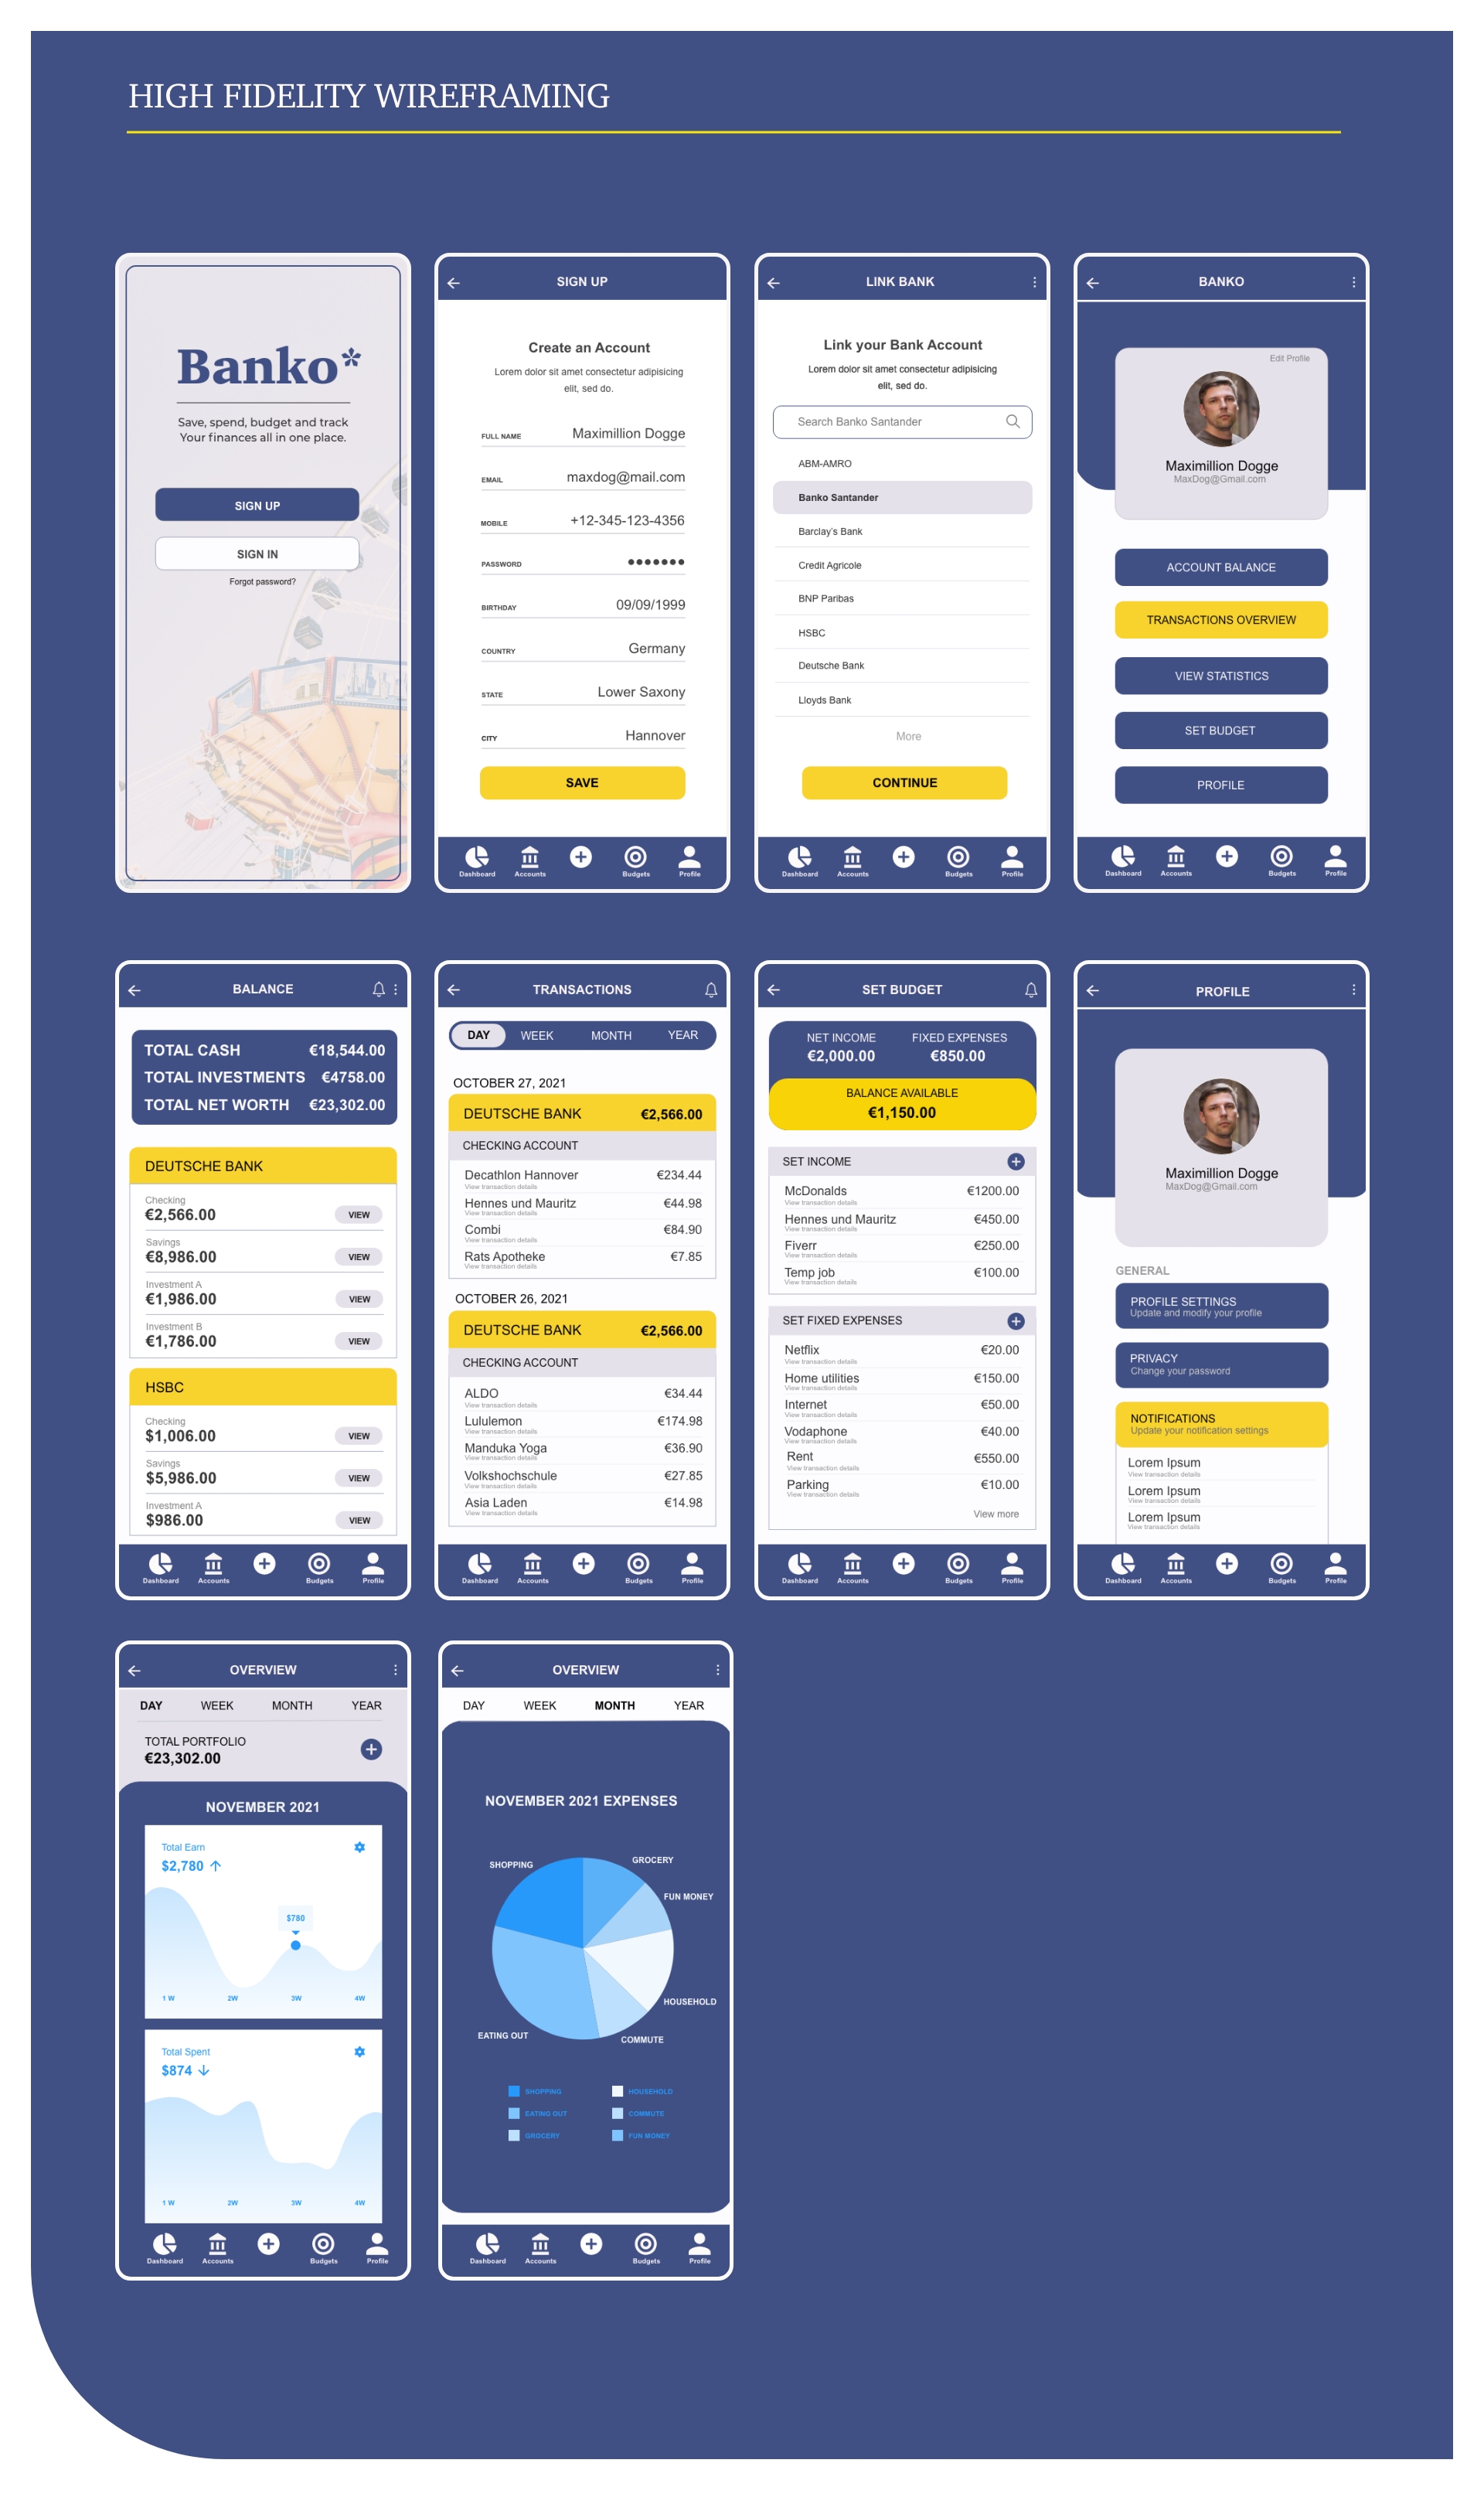 HIGH FIDELITY WIREFRAMING
Banko*
Save, spend, budget and track
Your finances all in one place.
SIGN UP
SIGN IN
Forgot password?
SIGN UP
Create an Account
Lorem dolor sit amet consectetur adipisicing
elit, sed do.
FULL NAME Maximillion Dogge
EMAIL maxdog@mail.com
MOBILE +12-345-123-4356
PASSWORD •••••••
BIRTHDAY 09/09/1999
COUNTRY Germany
STATE Lower Saxony
CITY Hannover
SAVE
Dashboard Accounts Budgets Profile
LINK BANK
Link your Bank Account
Lorem dolor sit amet consectetur adipisicing
elit, sed do.
Search Banko Santander
ABM-AMRO
Banko Santander
Barclay's Bank
Credit Agricole
BNP Paribas
HSBC
Deutsche Bank
Lloyds Bank
More
CONTINUE
Dashboard Accounts Budgets Profile
BANKO
Edit Profile
Maximillion Dogge
MaxDog@Gmail.com
ACCOUNT BALANCE
TRANSACTIONS OVERVIEW
VIEW STATISTICS
SET BUDGET
PROFILE
Dashboard Accounts Budgets Profile
BALANCE
TOTAL CASH €18,544.00
TOTAL INVESTMENTS €4758.00
TOTAL NET WORTH €23,302.00
DEUTSCHE BANK
Checking
€2,566.00 VIEW
Savings
€8,986.00 VIEW
Investment A
€1,986.00 VIEW
Investment B
€1,786.00
HSBC
Checking
$1,006.00 VIEW
Savings
$5,986.00 VIEW
Investment A
$986.00 VIEW
Dashboard Accounts Budgets Profile
TRANSACTIONS
DAY WEEK MONTH YEAR
OCTOBER 27, 2021
DEUTSCHE BANK €2,566.00
CHECKING ACCOUNT
Decathlon Hannover €234.44
View transaction details
Hennes und Mauritz €44.98
View transaction details
Combi €84.90
View transaction details
Rats Apotheke €7.85
View transaction details
OCTOBER 26, 2021
DEUTSCHE BANK €2,566.00
CHECKING ACCOUNT
ALDO €34.44
View transaction details
Lululemon €174.98
View transaction details
Manduka Yoga €36.90
View transaction details
Volkshochschule €27.85
View transaction details
Asia Laden €14.98
View transaction details
Dashboard Accounts Budgets Profile
SET BUDGET
NET INCOME FIXED EXPENSES
€2,000.00 €850.00
BALANCE AVAILABLE
€1,150.00
SET INCOME
McDonalds €1200.00
View transaction details
Hennes und Mauritz €450.00
View transaction details
Fiverr €250.00
View transaction details
Temp job €100.00
View transaction details
SET FIXED EXPENSES
Netflix €20.00
View transaction details
Home utilities €150.00
View transaction details
Internet €50.00
View transaction details
Vodaphone €40.00
View transaction details
Rent €550.00
View transaction details
Parking €10.00
View transaction details
View more
Dashboard Accounts Budgets Profile
PROFILE
Maximillion Dogge
MaxDog@Gmail.com
GENERAL
PROFILE SETTINGS
Update and modify your profile
PRIVACY
Change your password
NOTIFICATIONS
Update your notification settings
Lorem Ipsum
View transaction details
Lorem Ipsum
View transaction details
Lorem Ipsum
View transaction details
Dashboard Accounts Budgets Profile
OVERVIEW
DAY WEEK MONTH YEAR
TOTAL PORTFOLIO
€23,302.00
NOVEMBER 2021
Total Earn
$2,780
$780
1 W 2W 3W 4W
Total Spent
$874
1 W 2W 3W 4W
Dashboard Accounts Budgets Profile
OVERVIEW
DAY WEEK MONTH YEAR
NOVEMBER 2021 EXPENSES
SHOPPING GROCERY
FUN MONEY
HOUSEHOLD
EATING OUT COMMUTE
SHOPPING HOUSEHOLD
EATING OUT COMMUTE
GROCERY FUN MONEY
Dashboard Accounts Budgets Profile